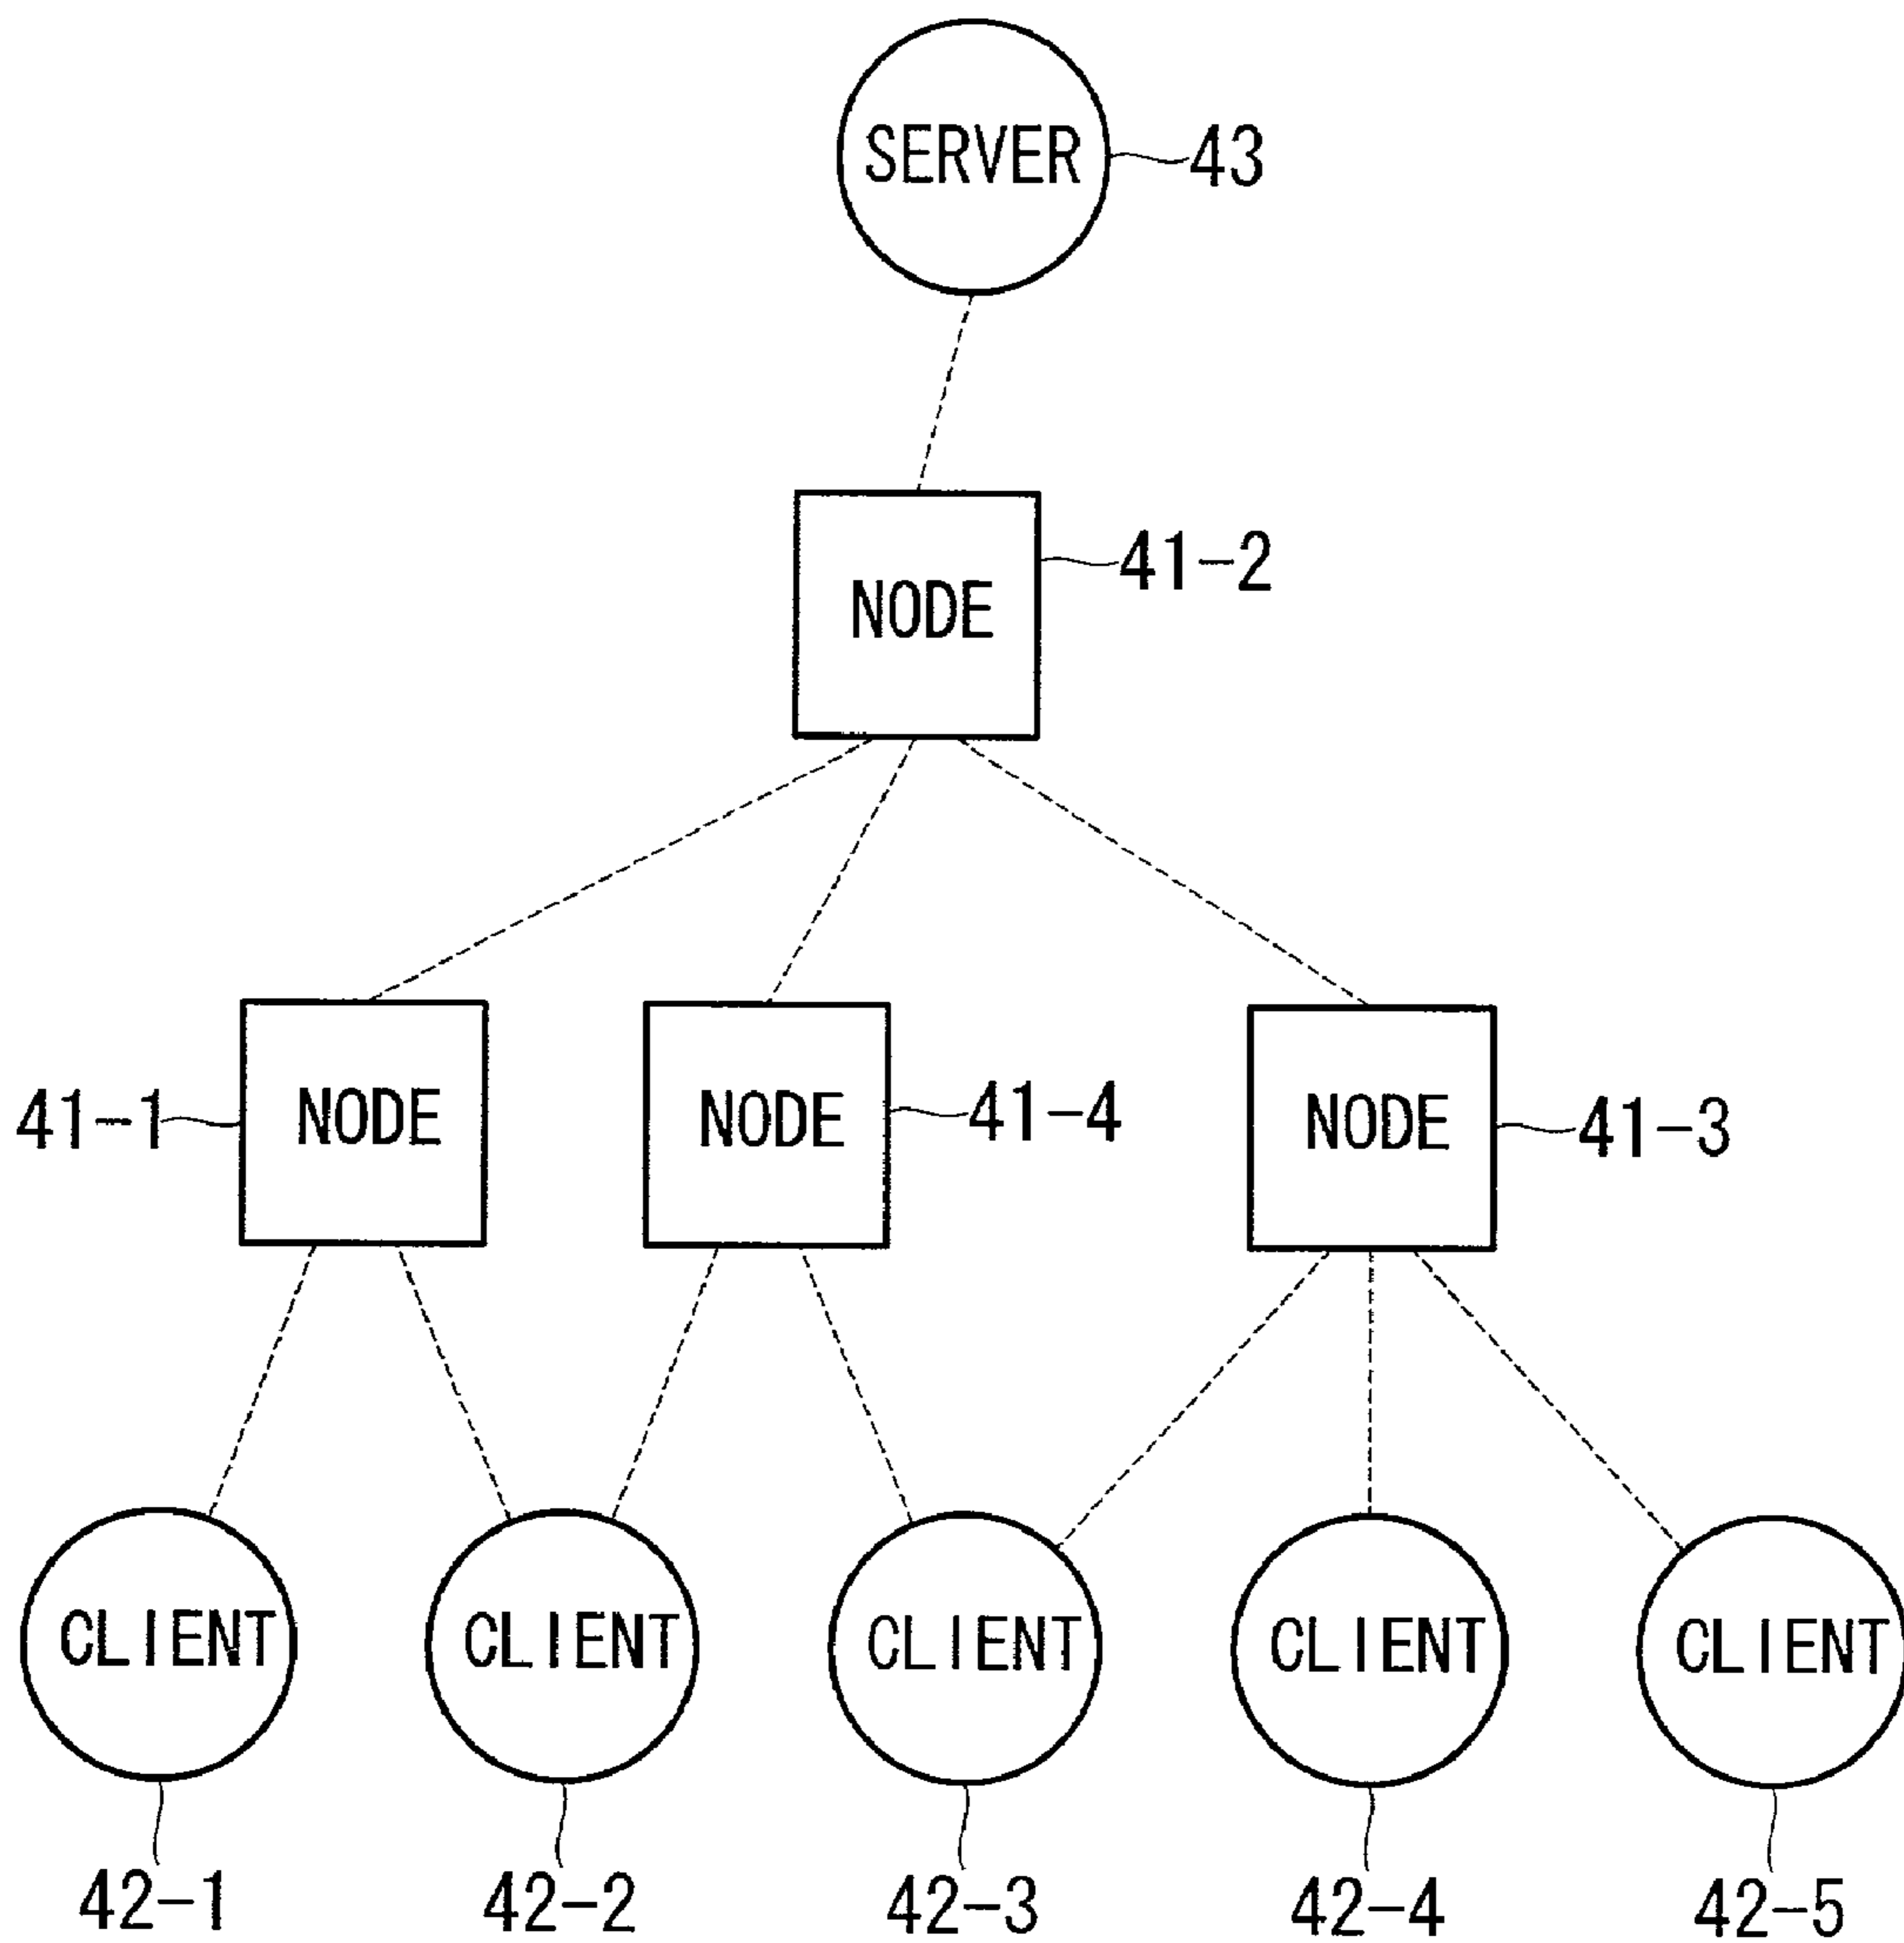 SERVER
43
41-2
NODE
41-1
NODE
NODE
41-4
NODE
41-3
CLIENT
CLIENT
CLIENT
CLIENT
CLIENT
42-1
42-2
42-3
42-4
42-5